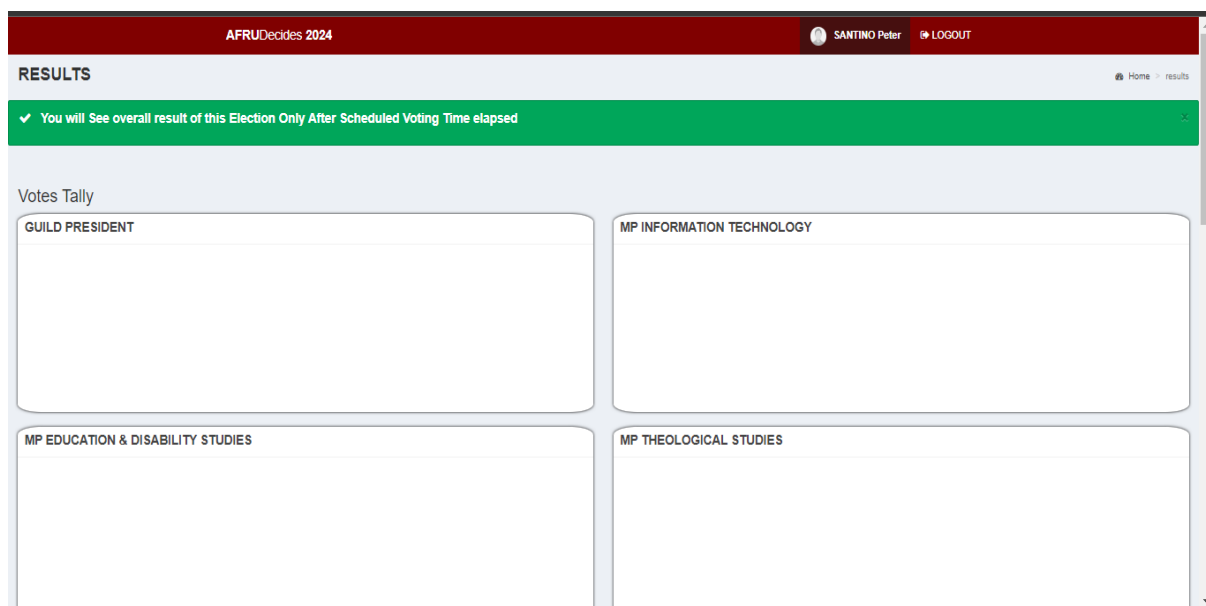 AFRUDecides 2024
SANTINO Peter
LOGOUT
RESULTS
Home > results
You will See overall result of this Election Only After Scheduled Voting Time elapsed
x
Votes Tally
GUILD PRESIDENT
MP INFORMATION TECHNOLOGY
MP EDUCATION & DISABILITY STUDIES
MP THEOLOGICAL STUDIES